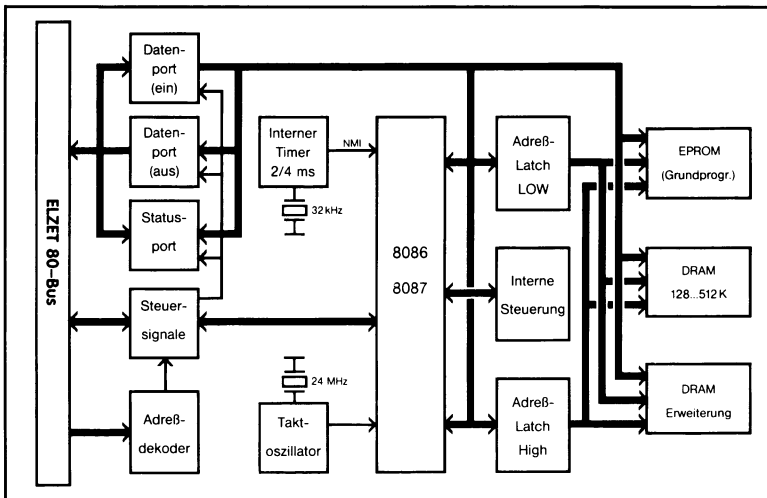 ELZET 80-Bus
Daten-
port
(ein)
Daten-
port
(aus)
Status-
port
Steuer-
signale
Adreß-
dekoder
Interner
Timer
2/4 ms
NMI
32 kHz
24 MHz
Takt-
oszillator
8086
8087
Adreß-
Latch
LOW
Interne
Steuerung
Adreß-
Latch
High
EPROM
(Grundprogr.)
DRAM
128...512 K
DRAM
Erweiterung